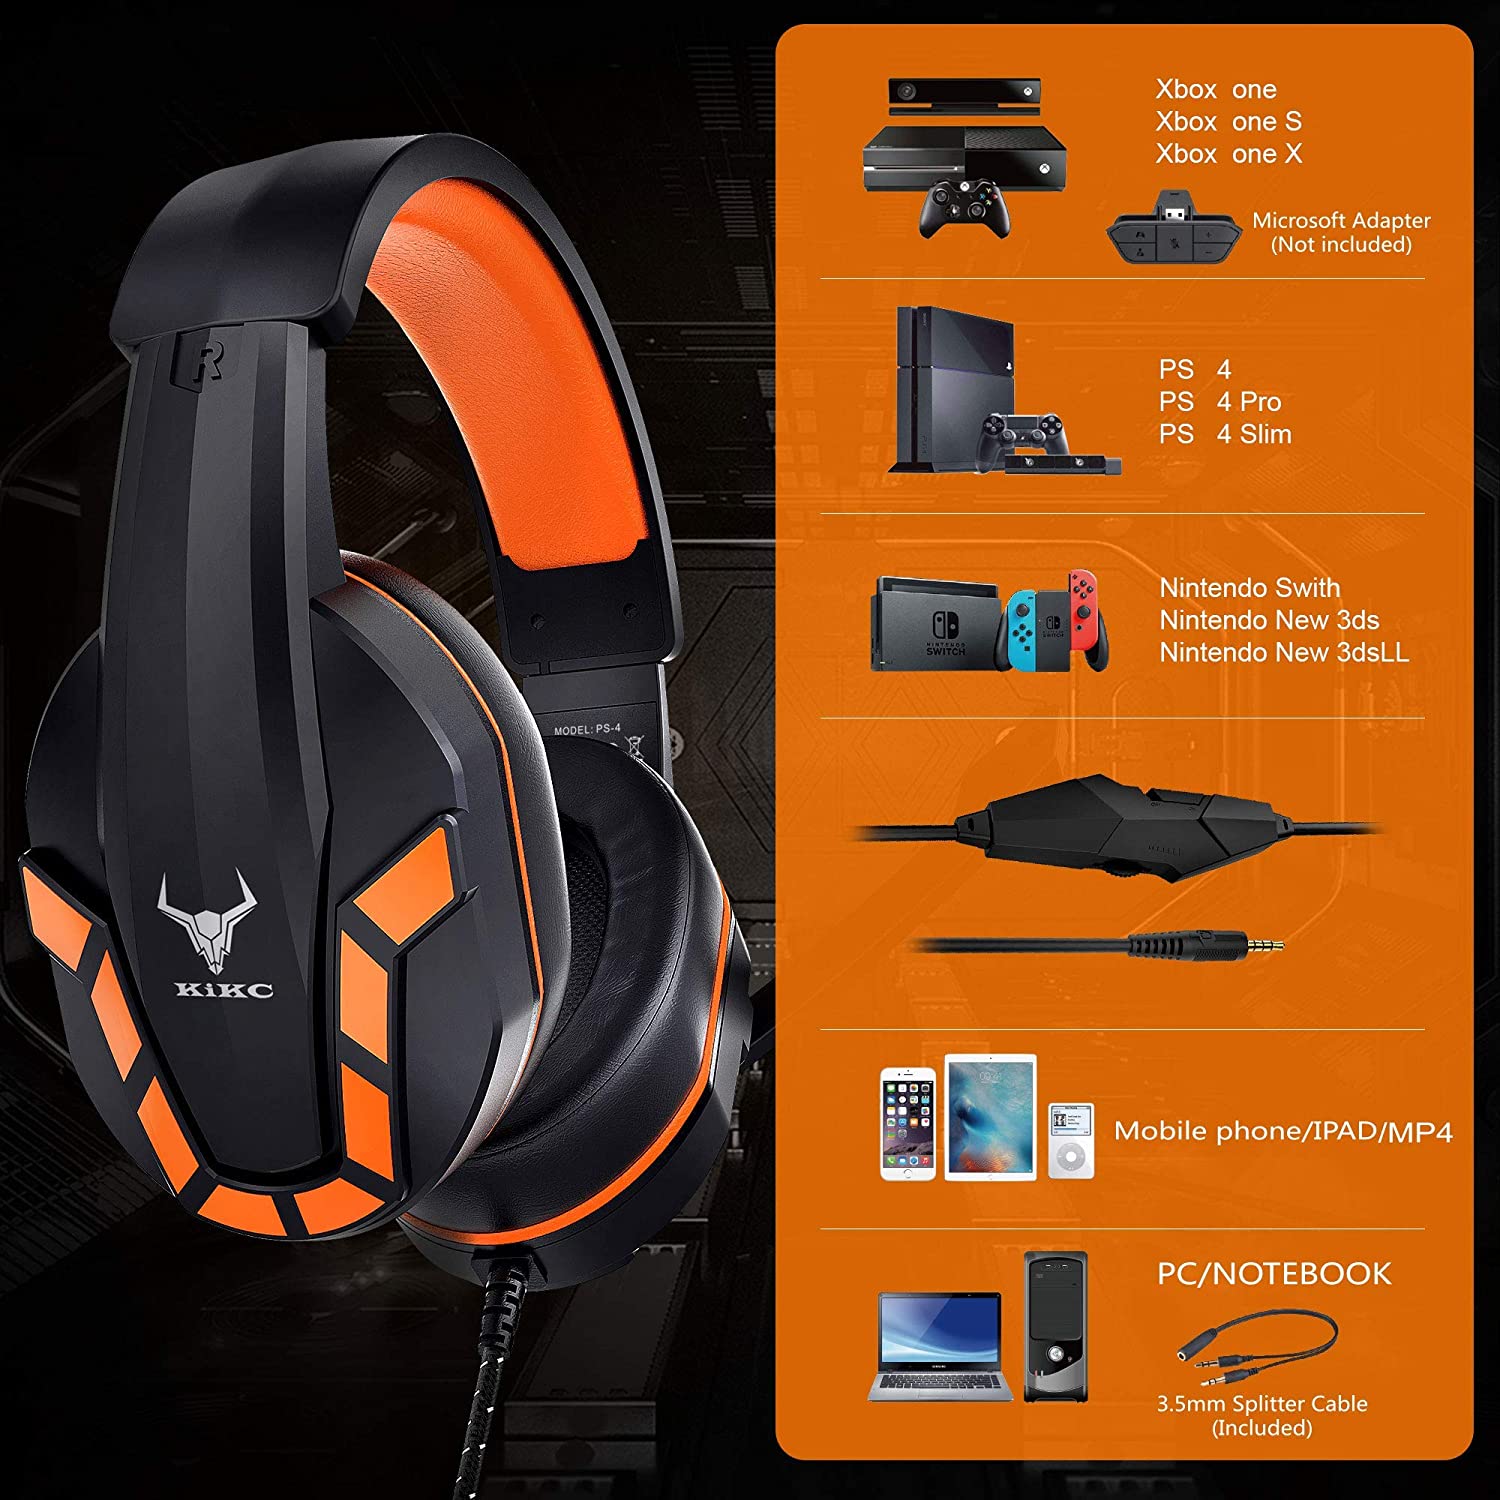 R
KiKC
MODEL: PS-4
Xbox one
Xbox one S
Xbox one X
Microsoft Adapter
(Not included)
PS 4
PS 4 Pro
PS 4 Slim
NINTENDO
SWITCH
Nintendo Swith
Nintendo New 3ds
Nintendo New 3dsLL
Mobile phone/IPAD/MP4
PC/NOTEBOOK
3.5mm Splitter Cable
(Included)